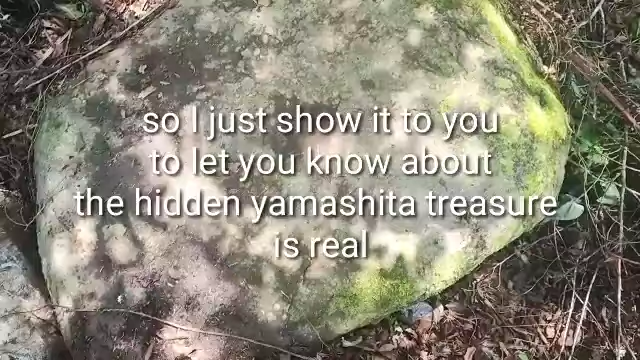 so I just show it to you
to let you know about
the hidden yamashita treasure
is real